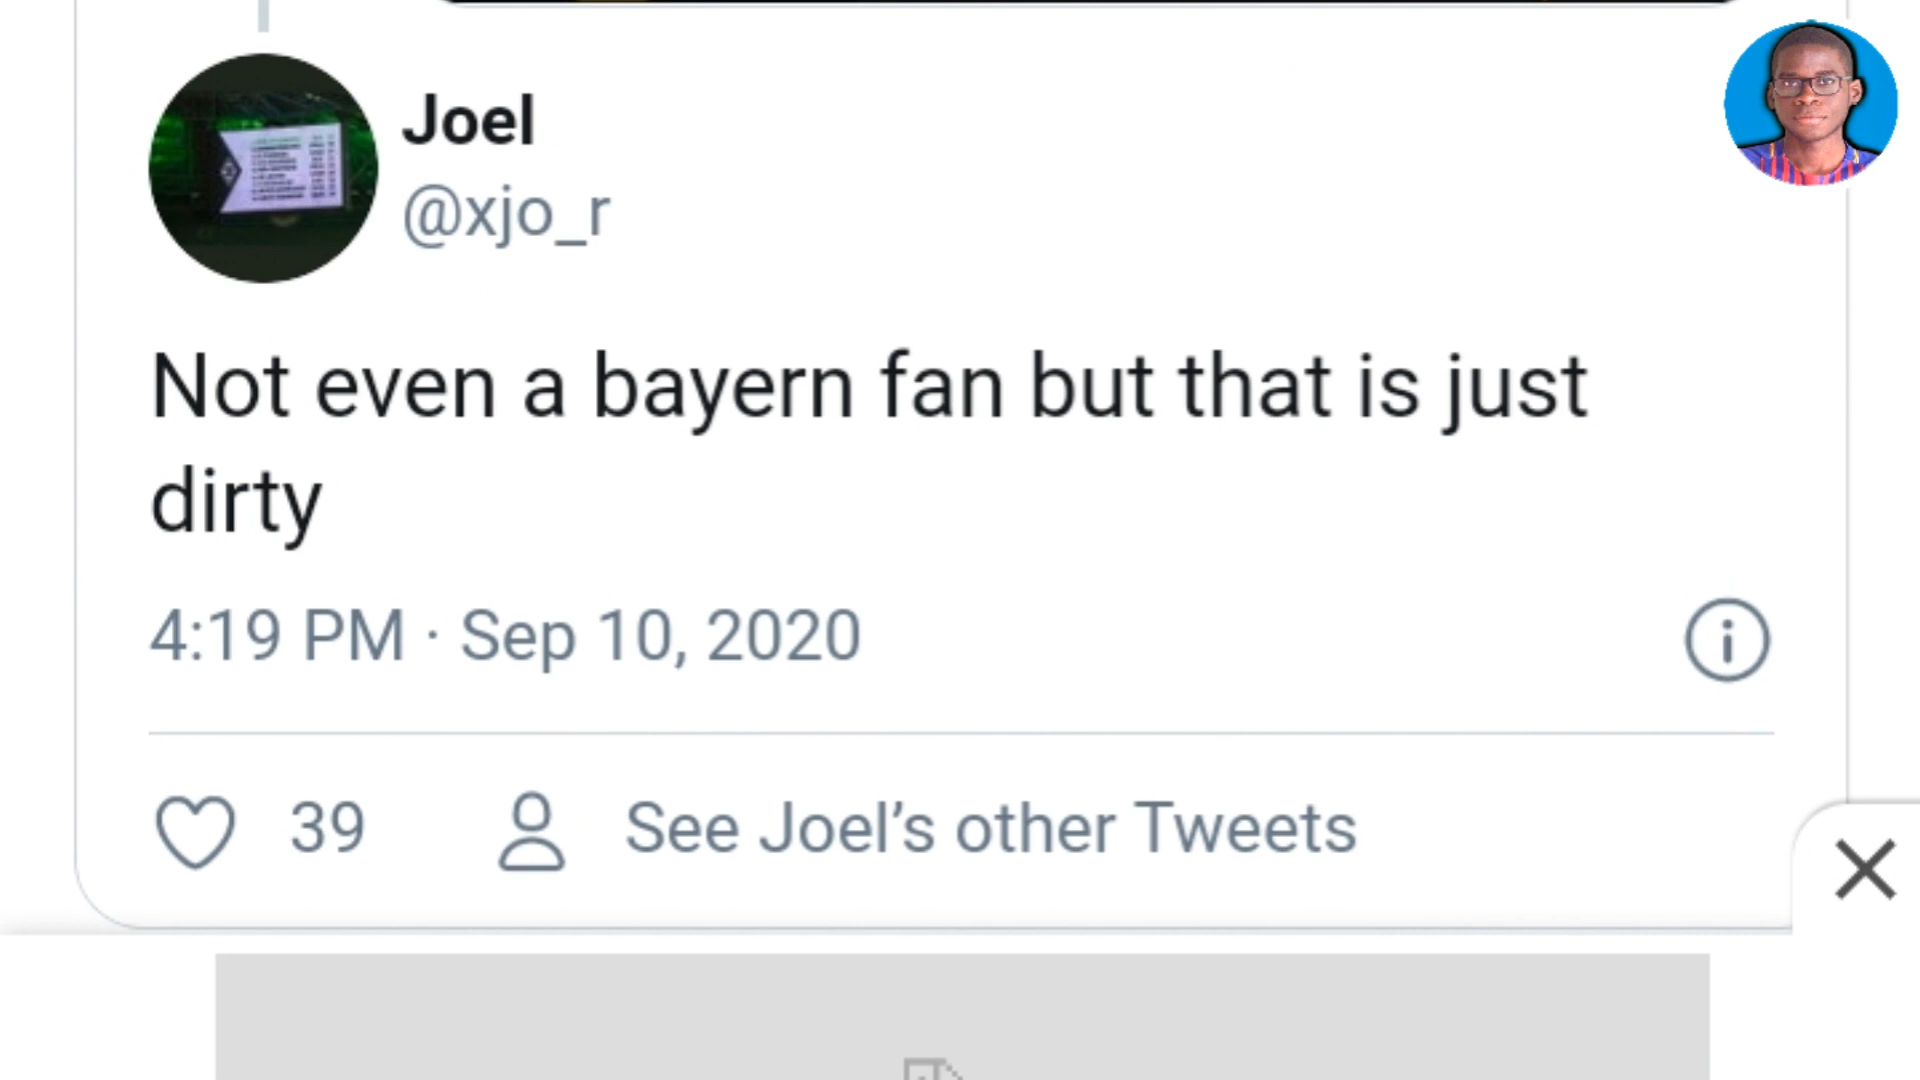 Joel
@xjo_r
Not even a bayern fan but that is just
dirty
4:19 PM · Sep 10, 2020
39 See Joel’s other Tweets